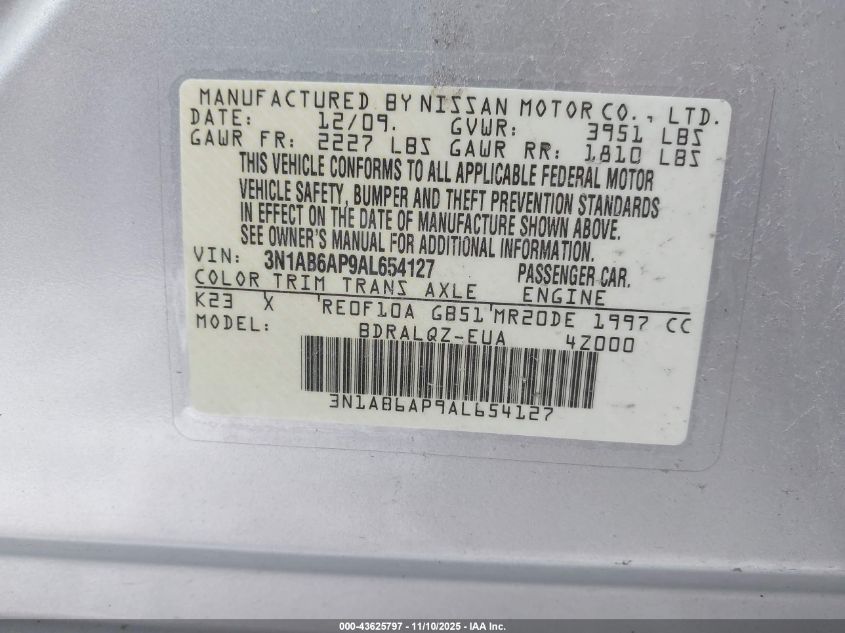 MANUFACTURED BY NISSAN MOTOR CO., LTD.
DATE: 12/09. GVWR: 3951 LBS
GAWR FR: 2227 LBS GAWR RR: 1810 LBS
THIS VEHICLE CONFORMS TO ALL APPLICABLE FEDERAL MOTOR
VEHICLE SAFETY, BUMPER AND THEFT PREVENTION STANDARDS
IN EFFECT ON THE DATE OF MANUFACTURE SHOWN ABOVE.
SEE OWNER'S MANUAL FOR ADDITIONAL INFORMATION.
VIN: 3N1AB6AP9AL654127 PASSENGER CAR.
COLOR TRIM TRANS AXLE ENGINE
K23 X RE0F10A GB51 MR20DE 1997 CC
MODEL: BDRALQZ-EUA 4Z000
3N1AB6AP9AL654127
000-43625797 - 11/10/2025 - IAA Inc.